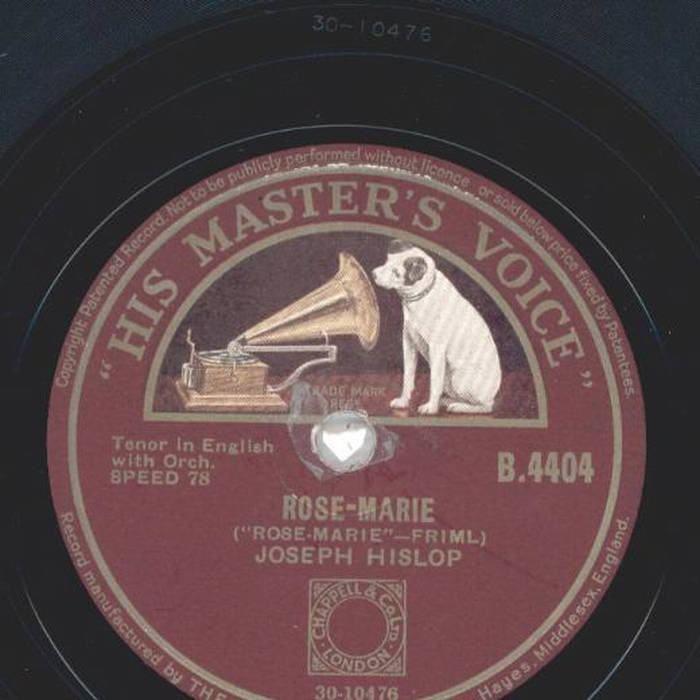 30-10476
Copyright Patented Record. Not to be publicly performed without licence or sold below price fixed by Patentees.
"HIS MASTER'S VOICE"
TRADE MARK
REGD.
Tenor in English
with Orch.
SPEED 78
B.4404
ROSE-MARIE
("ROSE-MARIE"—FRIML)
JOSEPH HISLOP
CHAPPELL & Co Ltd.
LONDON
30-10476
Record manufactured by THE
Hayes, Middlesex, England.